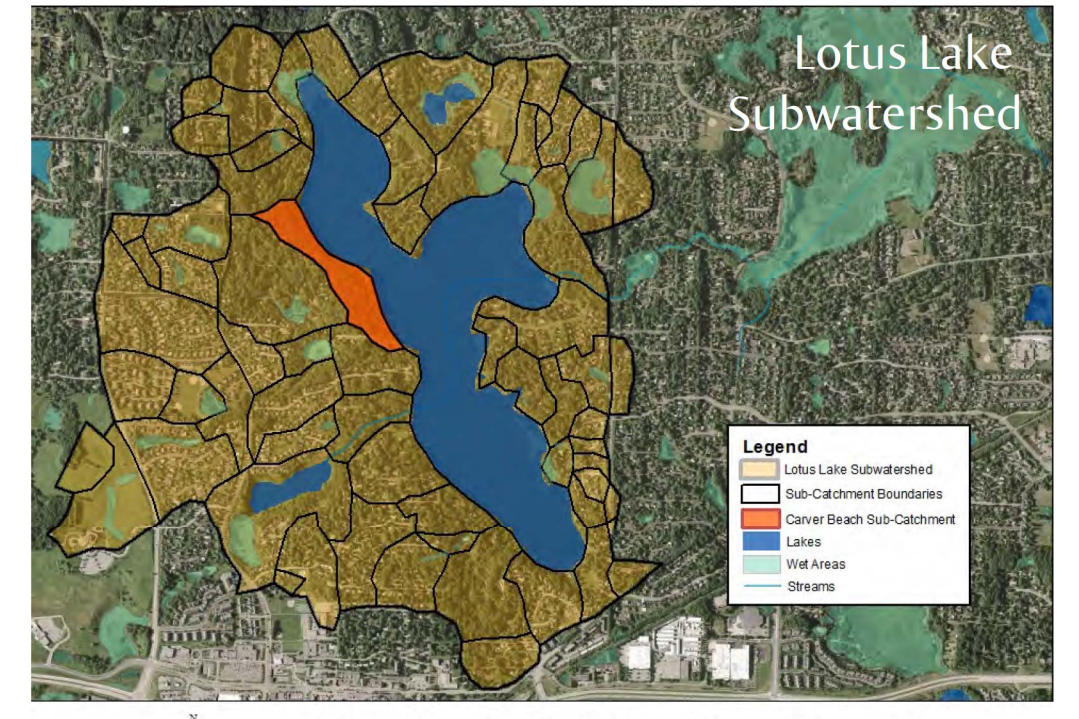 Lotus Lake
Subwatershed
Legend
Lotus Lake Subwatershed
Sub-Catchment Boundaries
Carver Beach Sub-Catchment
Lakes
Wet Areas
Streams